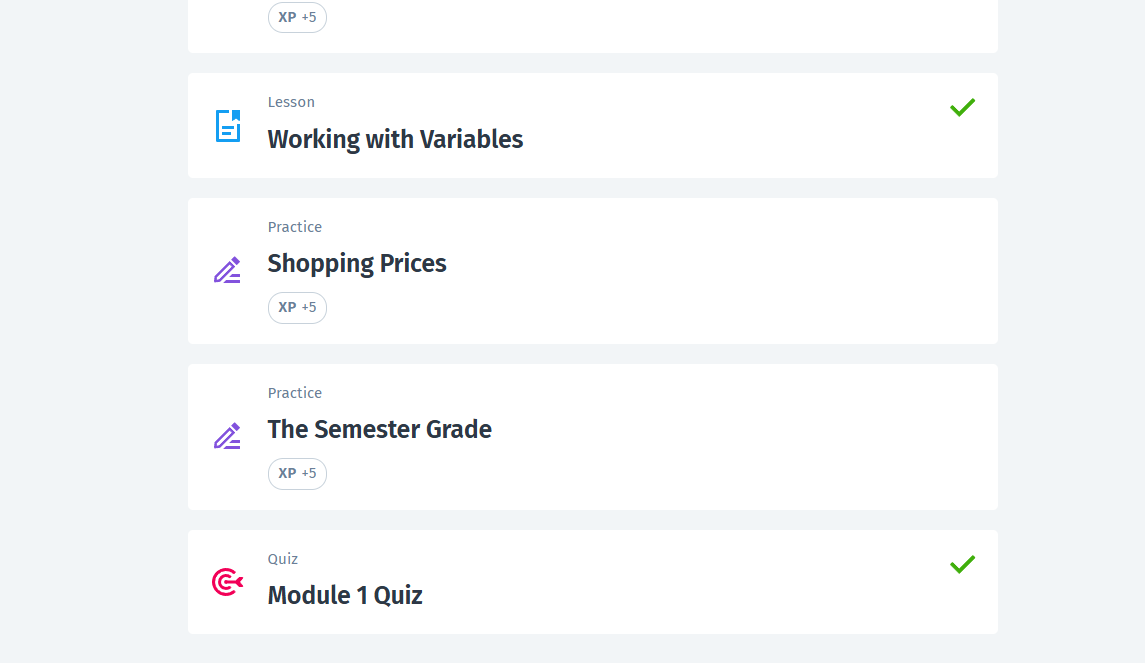 XP +5
Lesson
Working with Variables
Practice
Shopping Prices
XP +5
Practice
The Semester Grade
XP +5
Quiz
Module 1 Quiz